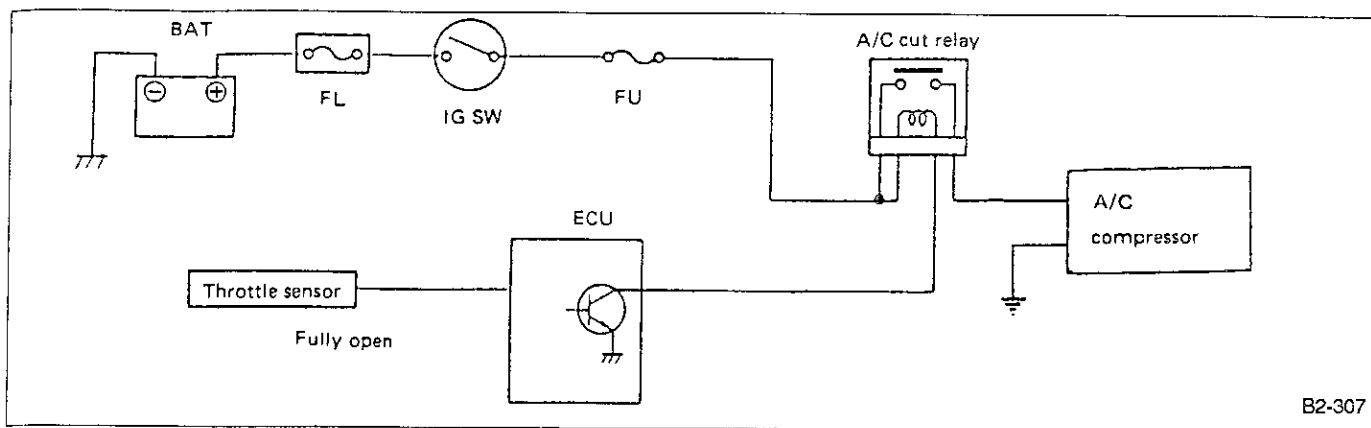 BAT
FL
IG SW
FU
A/C cut relay
A/C
compressor
ECU
Throttle sensor
Fully open
B2-307